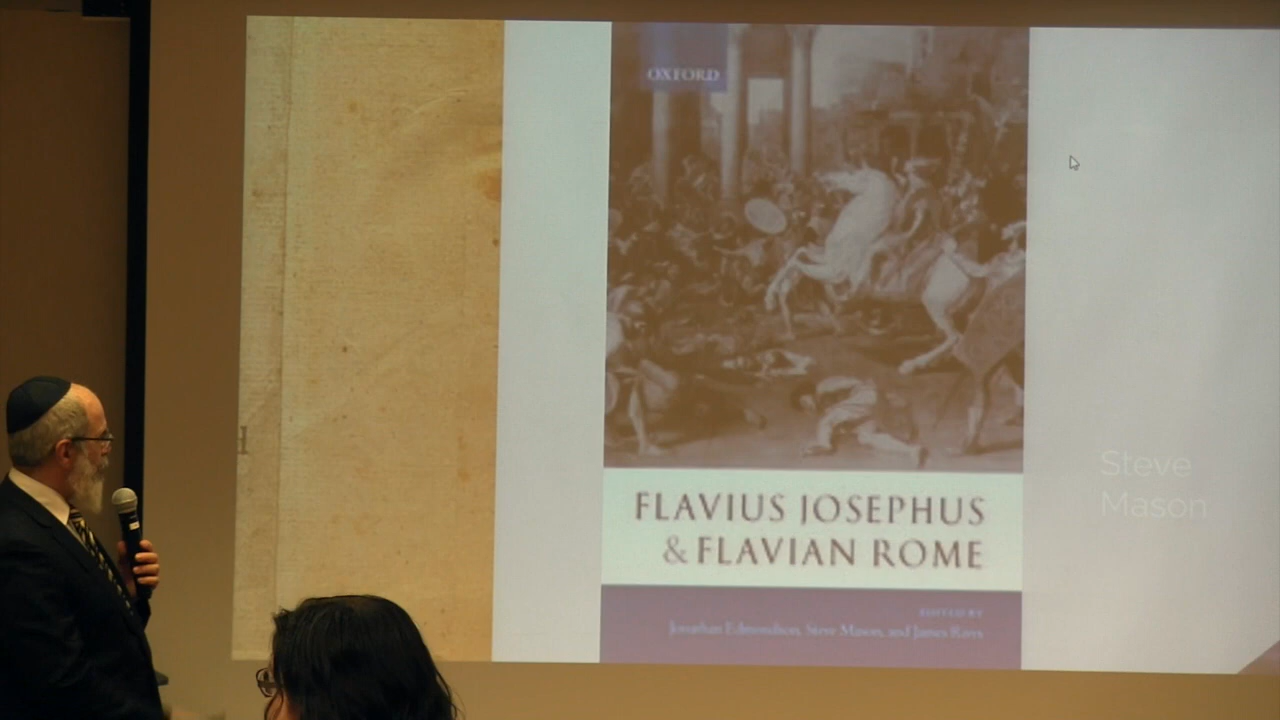 OXFORD
FLAVIUS JOSEPHUS
& FLAVIAN ROME
EDITED BY
Jonathan Edmondson, Steve Mason, and James Rives
Steve
Mason